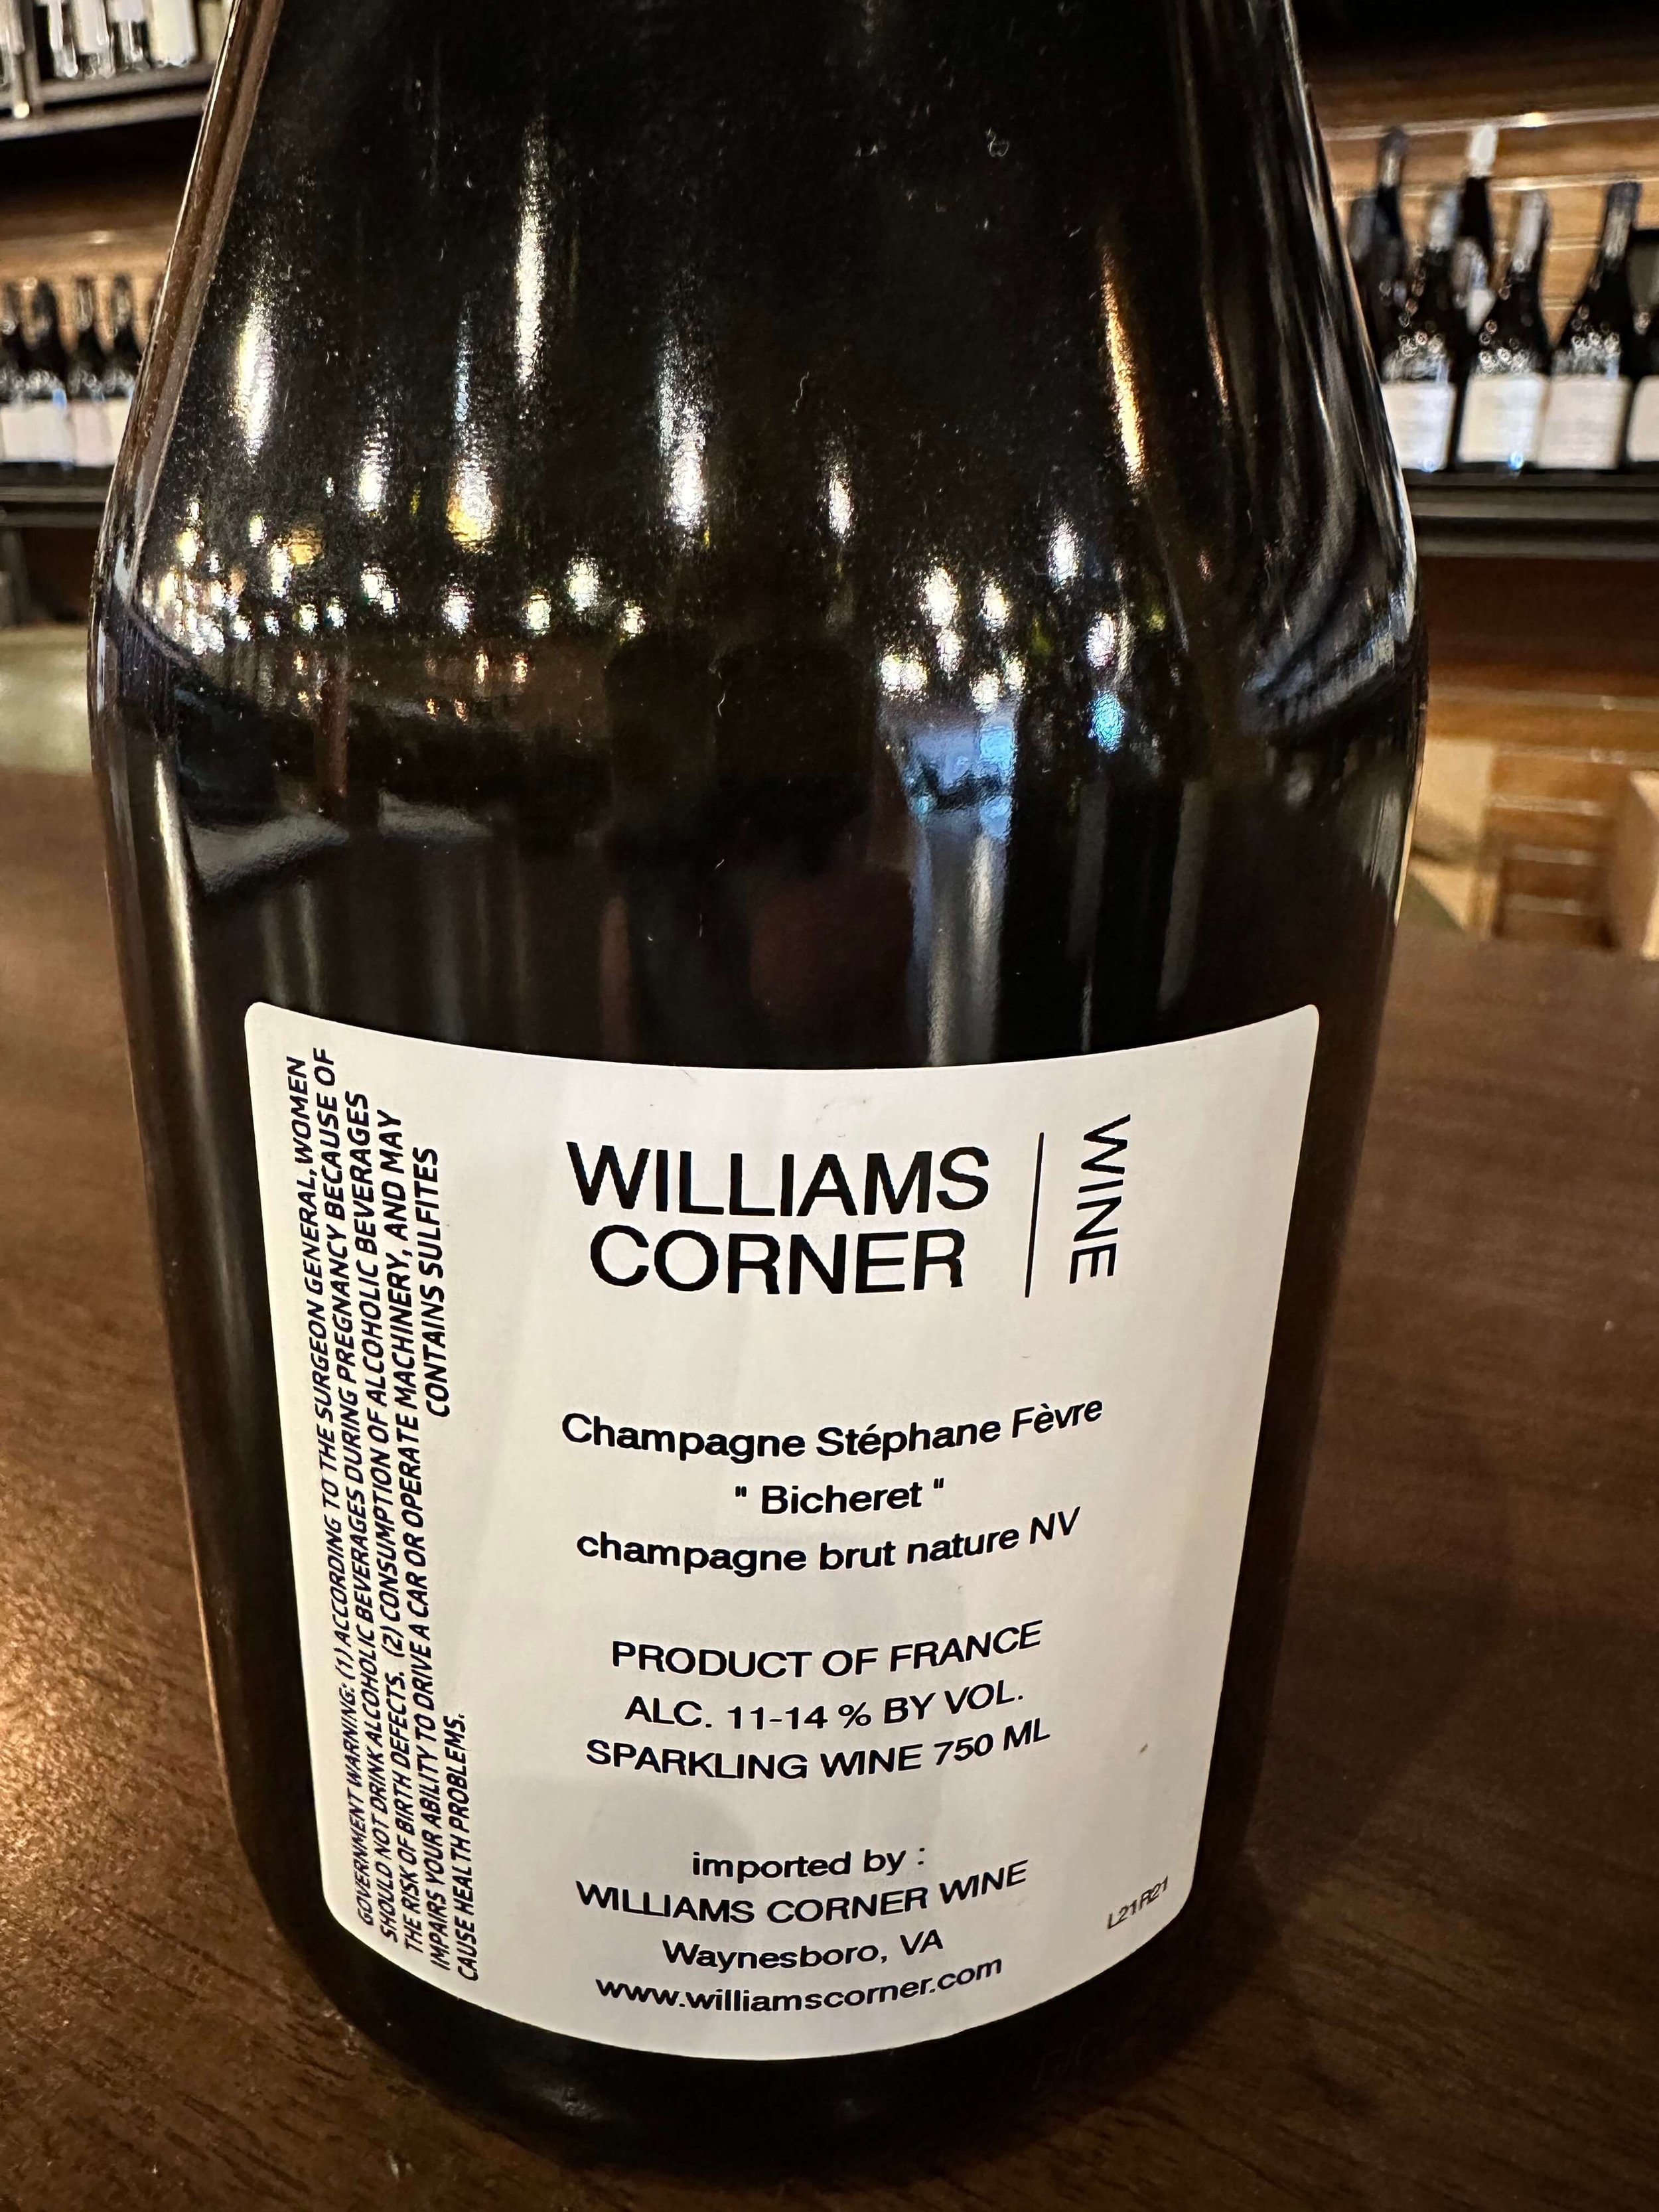 WILLIAMS
CORNER
WINE
Champagne Stéphane Fèvre
" Bicheret "
champagne brut nature NV
PRODUCT OF FRANCE
ALC. 11-14 % BY VOL.
SPARKLING WINE 750 ML
imported by :
WILLIAMS CORNER WINE
Waynesboro, VA
www.williamscorner.com
L21R21
GOVERNMENT WARNING: (1) ACCORDING TO THE SURGEON GENERAL, WOMEN
SHOULD NOT DRINK ALCOHOLIC BEVERAGES DURING PREGNANCY BECAUSE OF
THE RISK OF BIRTH DEFECTS. (2) CONSUMPTION OF ALCOHOLIC BEVERAGES
IMPAIRS YOUR ABILITY TO DRIVE A CAR OR OPERATE MACHINERY, AND MAY
CAUSE HEALTH PROBLEMS. CONTAINS SULFITES